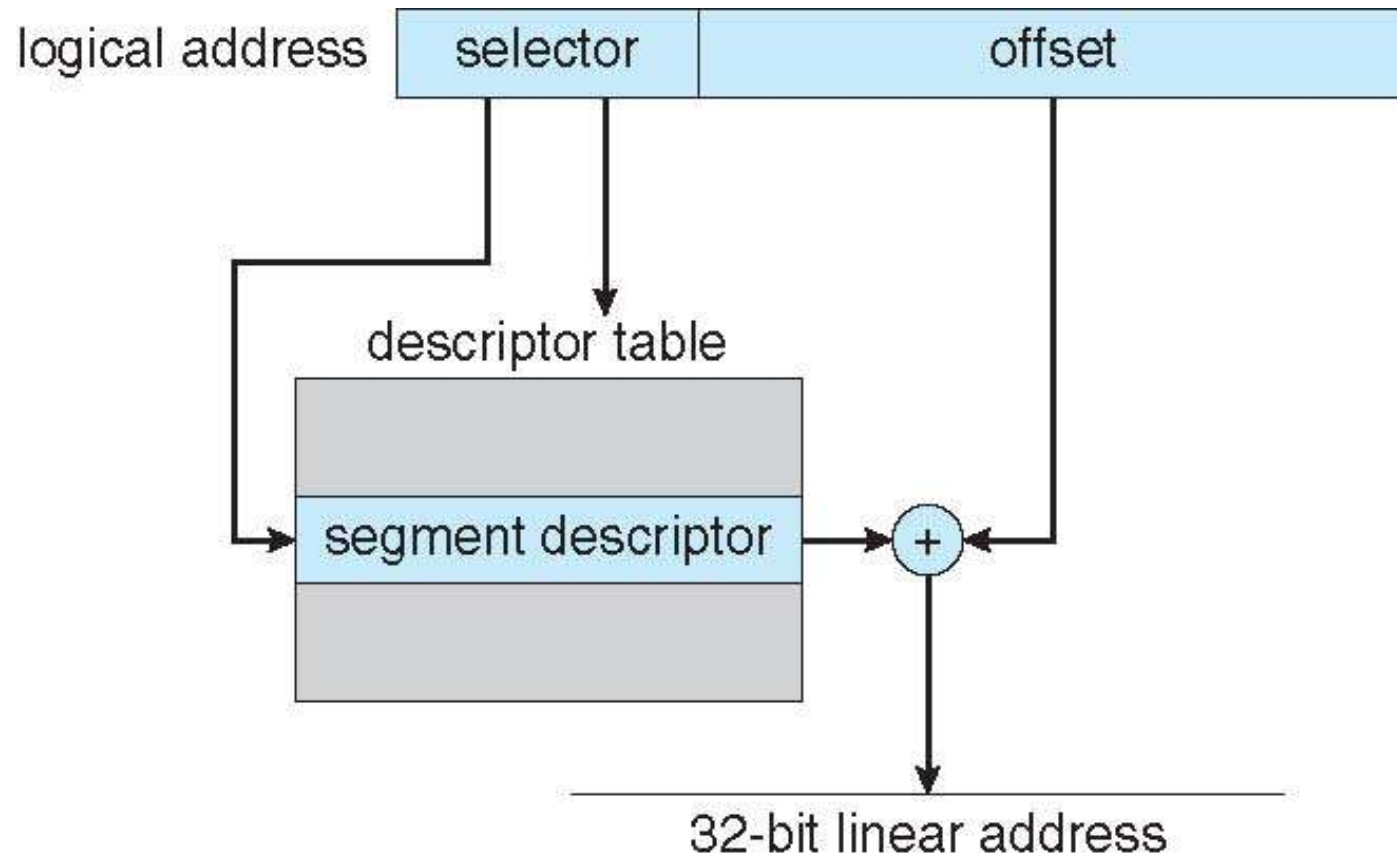 logical address
selector
offset
descriptor table
segment descriptor
+
32-bit linear address